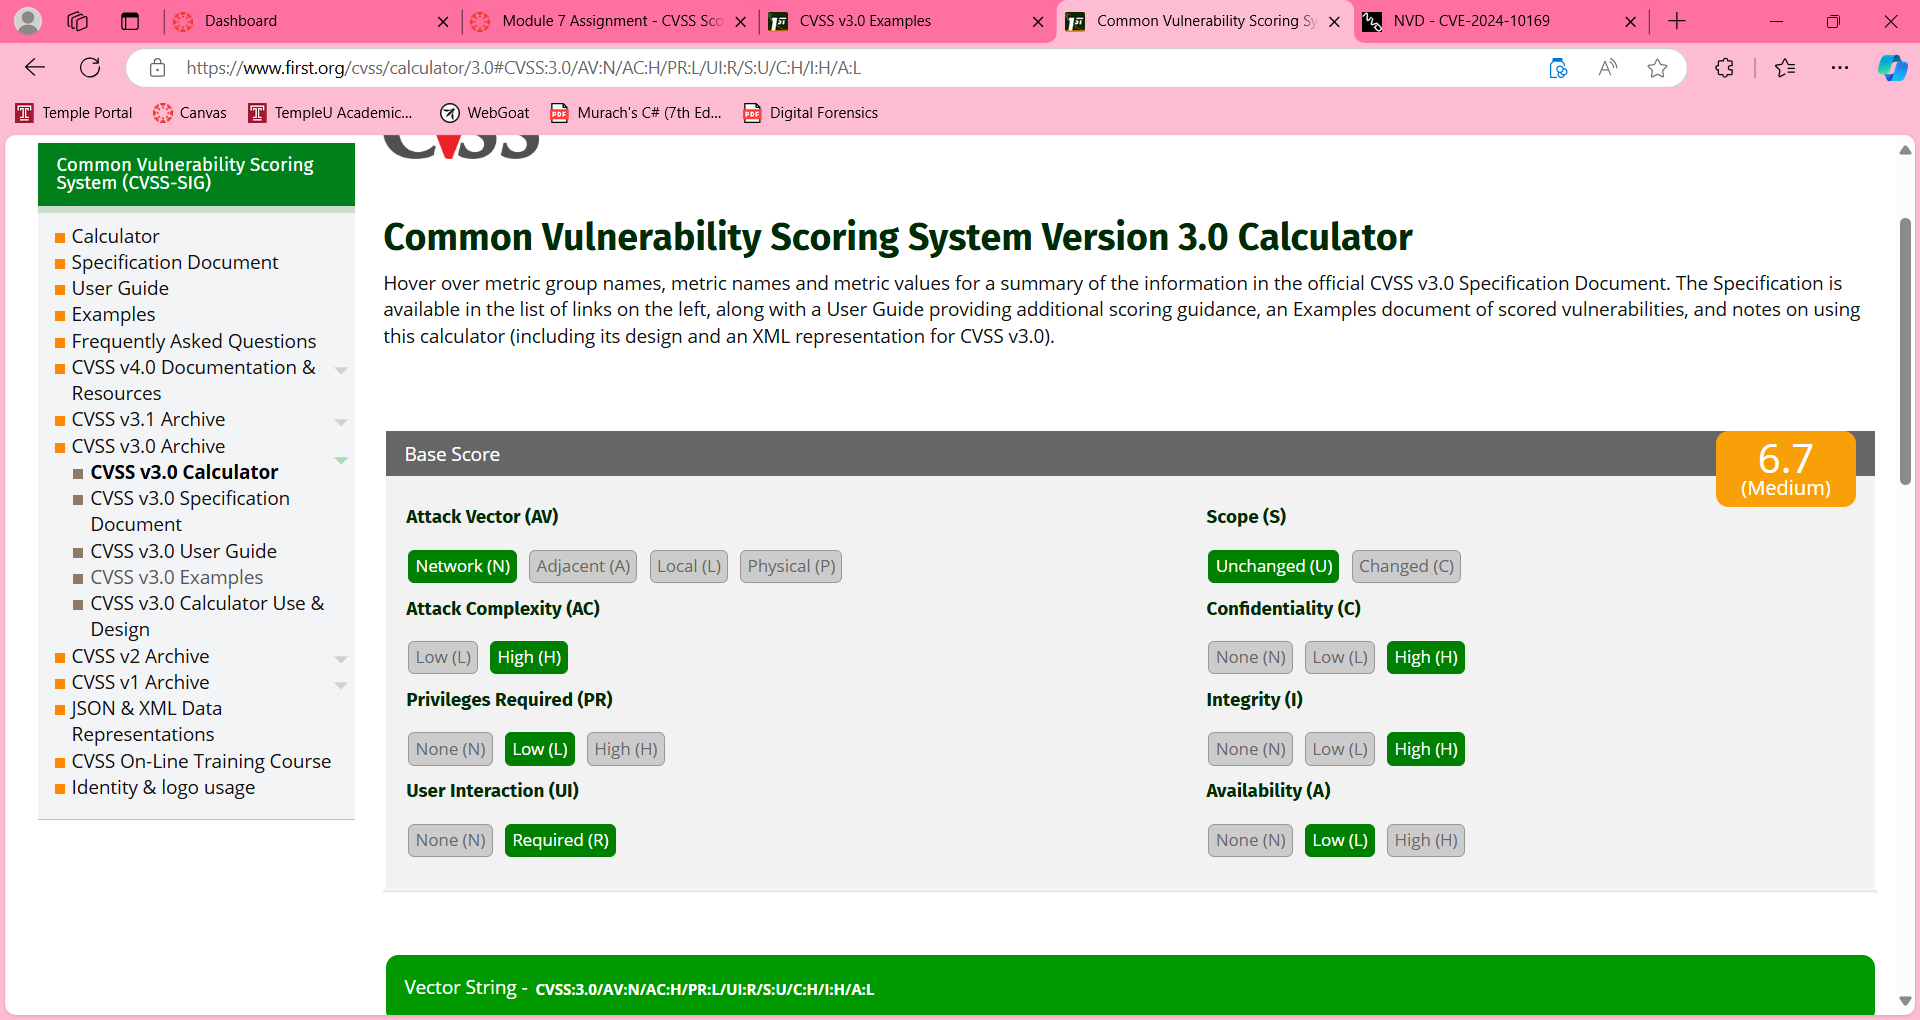 Dashboard
Module 7 Assignment - CVSS Sco
CVSS v3.0 Examples
Common Vulnerability Scoring Sy
NVD - CVE-2024-10169
https://www.first.org/cvss/calculator/3.0#CVSS:3.0/AV:N/AC:H/PR:L/UI:R/S:U/C:H/I:H/A:L
Temple Portal
Canvas
TempleU Academic...
WebGoat
Murach's C# (7th Ed...
Digital Forensics
CVSS
Common Vulnerability Scoring
System (CVSS-SIG)
Calculator
Specification Document
User Guide
Examples
Frequently Asked Questions
CVSS v4.0 Documentation &
Resources
CVSS v3.1 Archive
CVSS v3.0 Archive
CVSS v3.0 Calculator
CVSS v3.0 Specification
Document
CVSS v3.0 User Guide
CVSS v3.0 Examples
CVSS v3.0 Calculator Use &
Design
CVSS v2 Archive
CVSS v1 Archive
JSON & XML Data
Representations
CVSS On-Line Training Course
Identity & logo usage
Common Vulnerability Scoring System Version 3.0 Calculator
Hover over metric group names, metric names and metric values for a summary of the information in the official CVSS v3.0 Specification Document. The Specification is
available in the list of links on the left, along with a User Guide providing additional scoring guidance, an Examples document of scored vulnerabilities, and notes on using
this calculator (including its design and an XML representation for CVSS v3.0).
Base Score
6.7
(Medium)
Attack Vector (AV)
Network (N) Adjacent (A) Local (L) Physical (P)
Attack Complexity (AC)
Low (L) High (H)
Privileges Required (PR)
None (N) Low (L) High (H)
User Interaction (UI)
None (N) Required (R)
Scope (S)
Unchanged (U) Changed (C)
Confidentiality (C)
None (N) Low (L) High (H)
Integrity (I)
None (N) Low (L) High (H)
Availability (A)
None (N) Low (L) High (H)
Vector String - CVSS:3.0/AV:N/AC:H/PR:L/UI:R/S:U/C:H/I:H/A:L